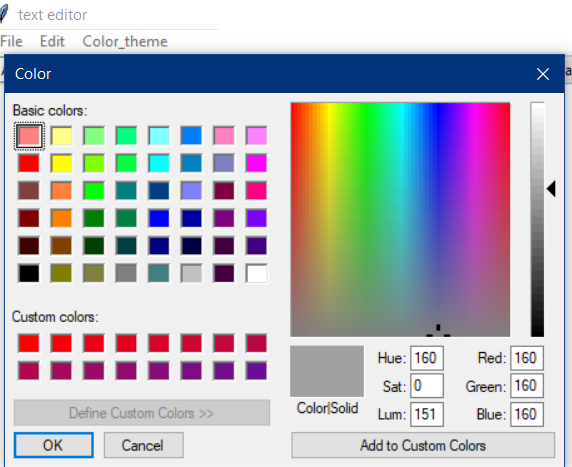 text editor
File Edit Color_theme
Color
Basic colors:
Custom colors:
Define Custom Colors >>
OK Cancel
Color|Solid
Hue: 160 Red: 160
Sat: 0 Green: 160
Lum: 151 Blue: 160
Add to Custom Colors